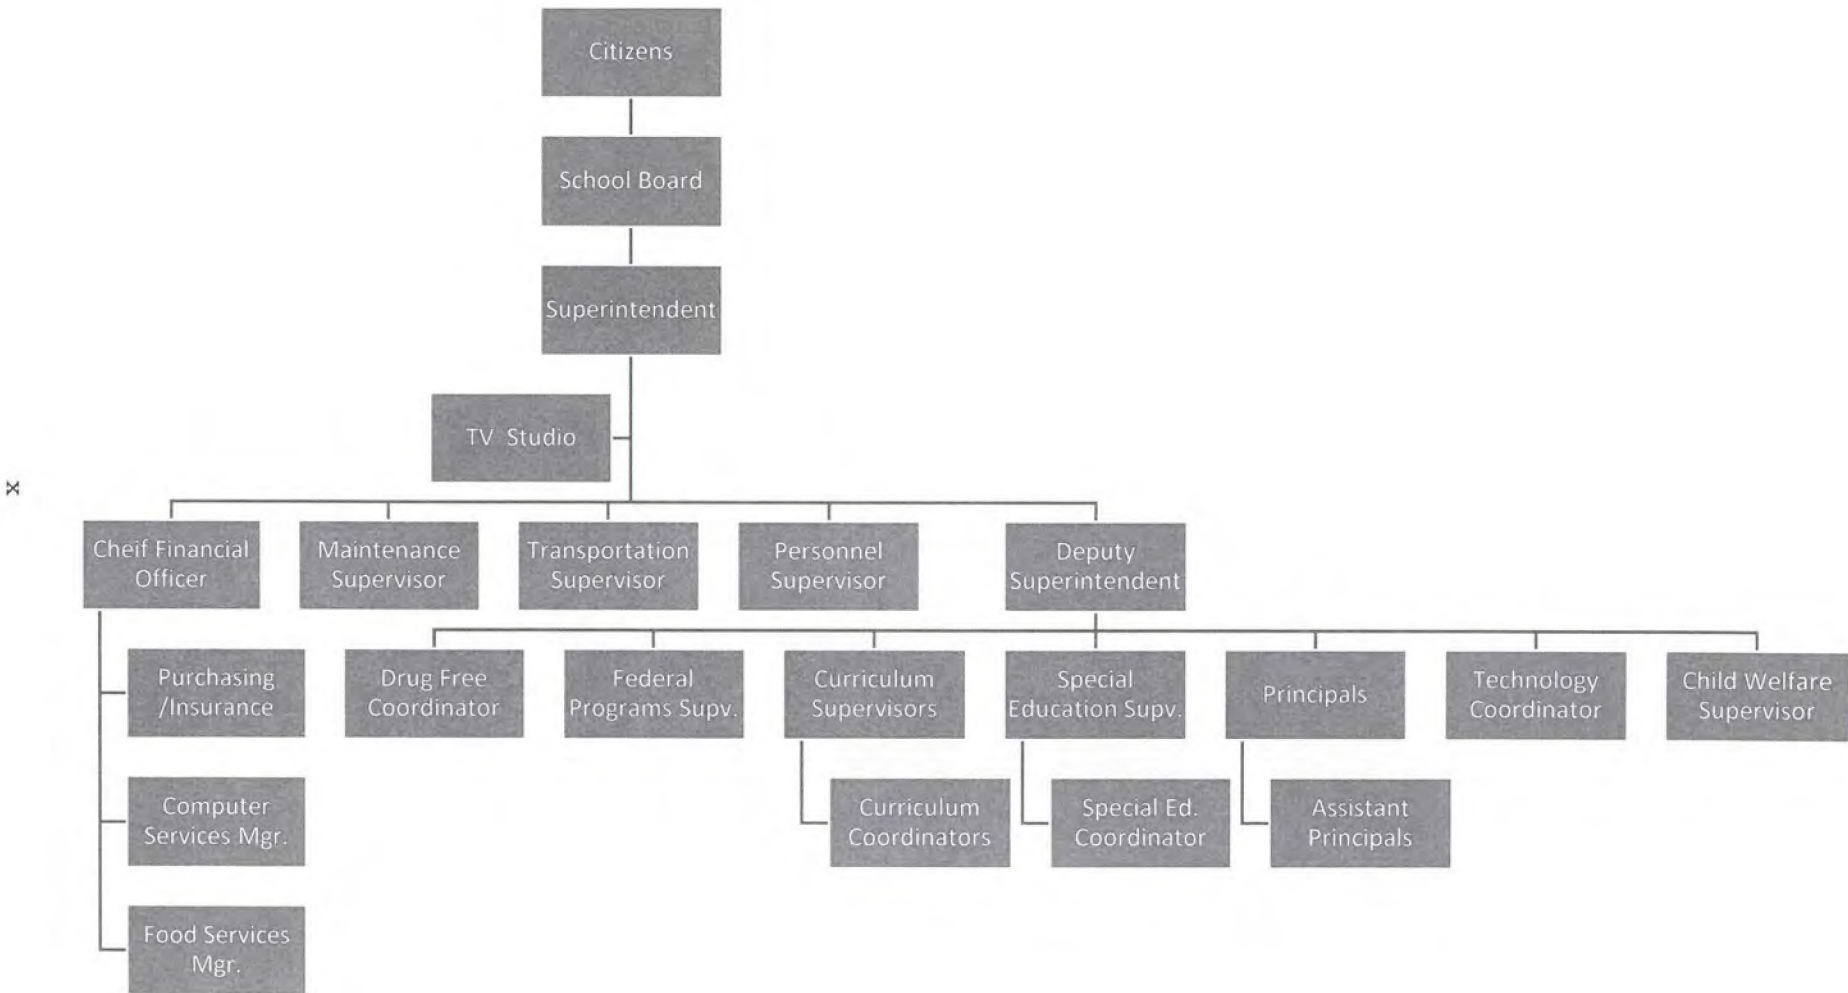 Citizens
School Board
Superintendent
TV Studio
x
Cheif Financial
Officer
Maintenance
Supervisor
Transportation
Supervisor
Personnel
Supervisor
Deputy
Superintendent
Purchasing
/Insurance
Drug Free
Coordinator
Federal
Programs Supv.
Curriculum
Supervisors
Special
Education Supv.
Principals
Technology
Coordinator
Child Welfare
Supervisor
Computer
Services Mgr.
Curriculum
Coordinators
Special Ed.
Coordinator
Assistant
Principals
Food Services
Mgr.